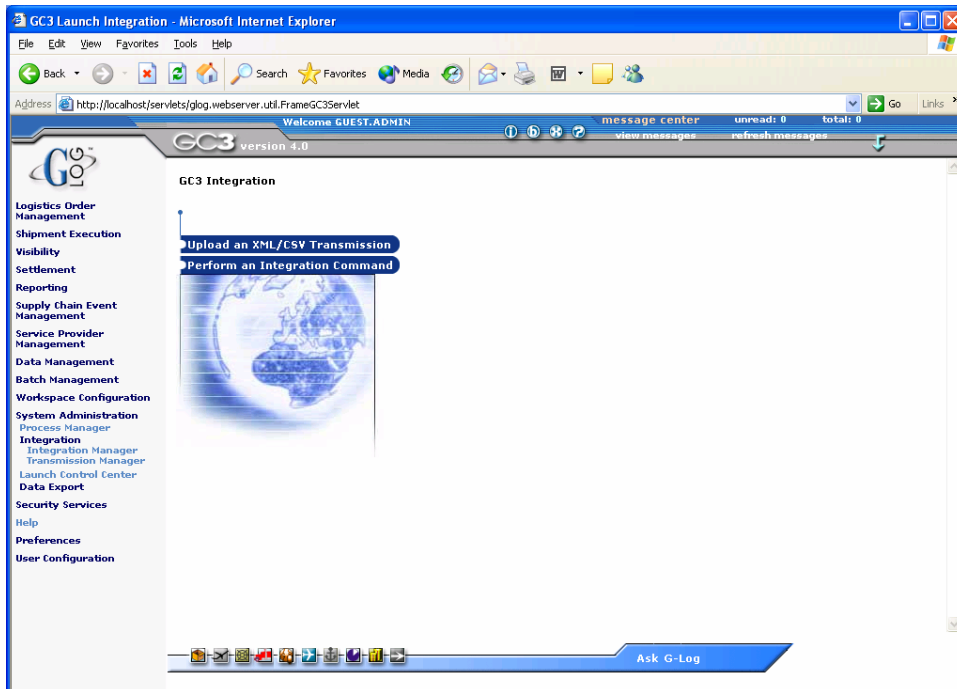 GC3 Launch Integration - Microsoft Internet Explorer
File Edit View Favorites Tools Help
Back Search Favorites Media
Address http://localhost/servlets/glog.webserver.util.FrameGC3Servlet Go Links »
Welcome GUEST.ADMIN message center unread: 0 total: 0
GC3 version 4.0 view messages refresh messages
G LOG
GC3 Integration
Upload an XML/CSV Transmission
Perform an Integration Command
Logistics Order
Management
Shipment Execution
Visibility
Settlement
Reporting
Supply Chain Event
Management
Service Provider
Management
Data Management
Batch Management
Workspace Configuration
System Administration
Process Manager
Integration
Integration Manager
Transmission Manager
Launch Control Center
Data Export
Security Services
Help
Preferences
User Configuration
Ask G-Log